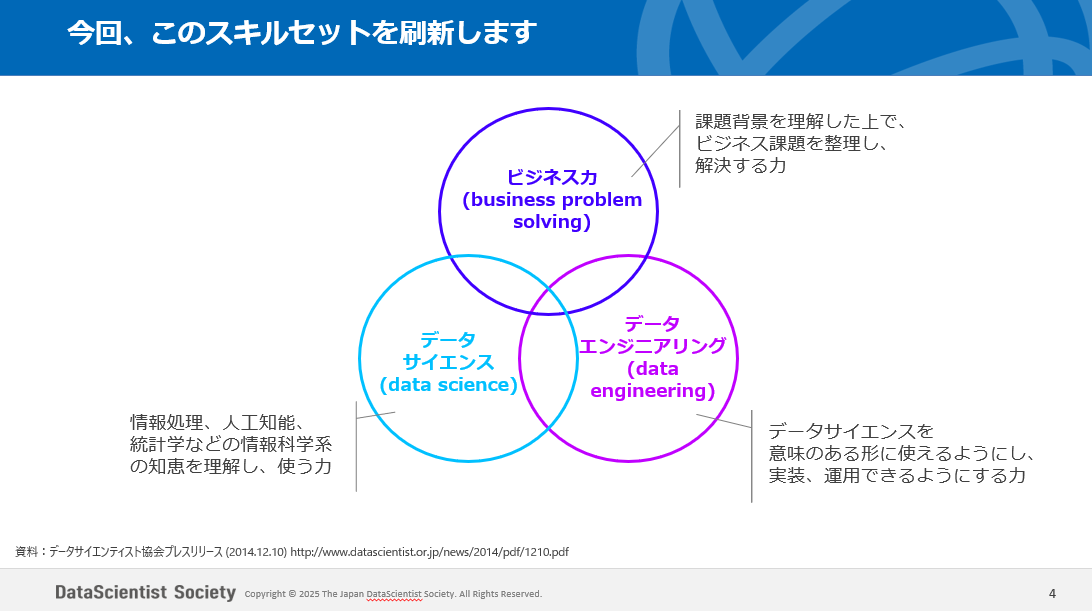 今回、このスキルセットを刷新します
課題背景を理解した上で、
ビジネス課題を整理し、
解決する力
ビジネス力
(business problem
solving)
データ
サイエンス
(data science)
データ
エンジニアリング
(data
engineering)
情報処理、人工知能、
統計学などの情報科学系
の知恵を理解し、使う力
データサイエンスを
意味のある形に使えるようにし、
実装、運用できるようにする力
資料：データサイエンティスト協会プレスリリース (2014.12.10) http://www.datascientist.or.jp/news/2014/pdf/1210.pdf
DataScientist Society
Copyright © 2025 The Japan DataScientist Society. All Rights Reserved.
4